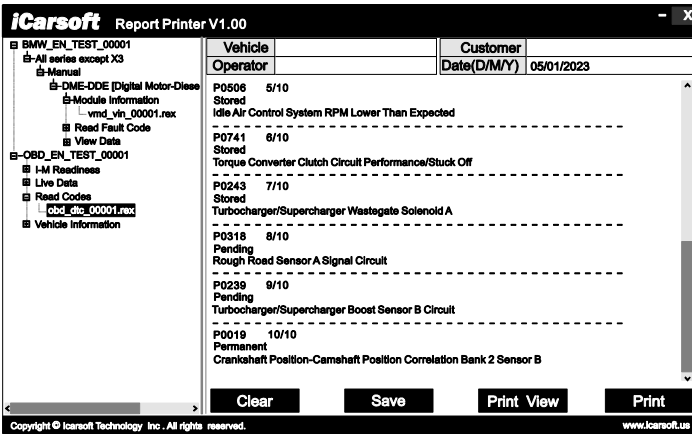 iCarsoft Report Printer V1.00
BMW_EN_TEST_00001
All series except X3
Manual
DME-DDE [Digital Motor-Diese
Module Information
vmd_vin_00001.rex
Read Fault Code
View Data
OBD_EN_TEST_00001
I-M Readiness
Live Data
Read Codes
obd_dtc_00001.rex
Vehicle Information
Vehicle Customer
Operator Date(D/M/Y) 05/01/2023
P0506 5/10
Stored
Idle Air Control System RPM Lower Than Expected
P0741 6/10
Stored
Torque Converter Clutch Circuit Performance/Stuck Off
P0243 7/10
Stored
Turbocharger/Supercharger Wastegate Solenoid A
P0318 8/10
Pending
Rough Road Sensor A Signal Circuit
P0239 9/10
Pending
Turbocharger/Supercharger Boost Sensor B Circuit
P0019 10/10
Permanent
Crankshaft Position-Camshaft Position Correlation Bank 2 Sensor B
Clear Save Print View Print
Copyright © Icarsoft Technology Inc . All rights reserved. www.icarsoft.us